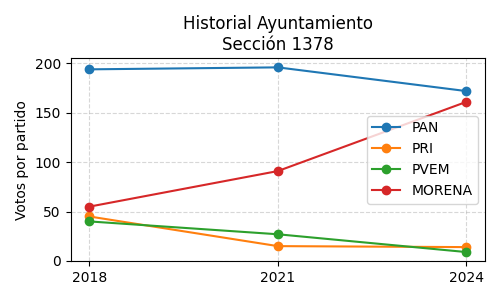 Historial Ayuntamiento
Sección 1378
Votos por partido
200
150
100
50
0
2018
2021
2024
PAN
PRI
PVEM
MORENA